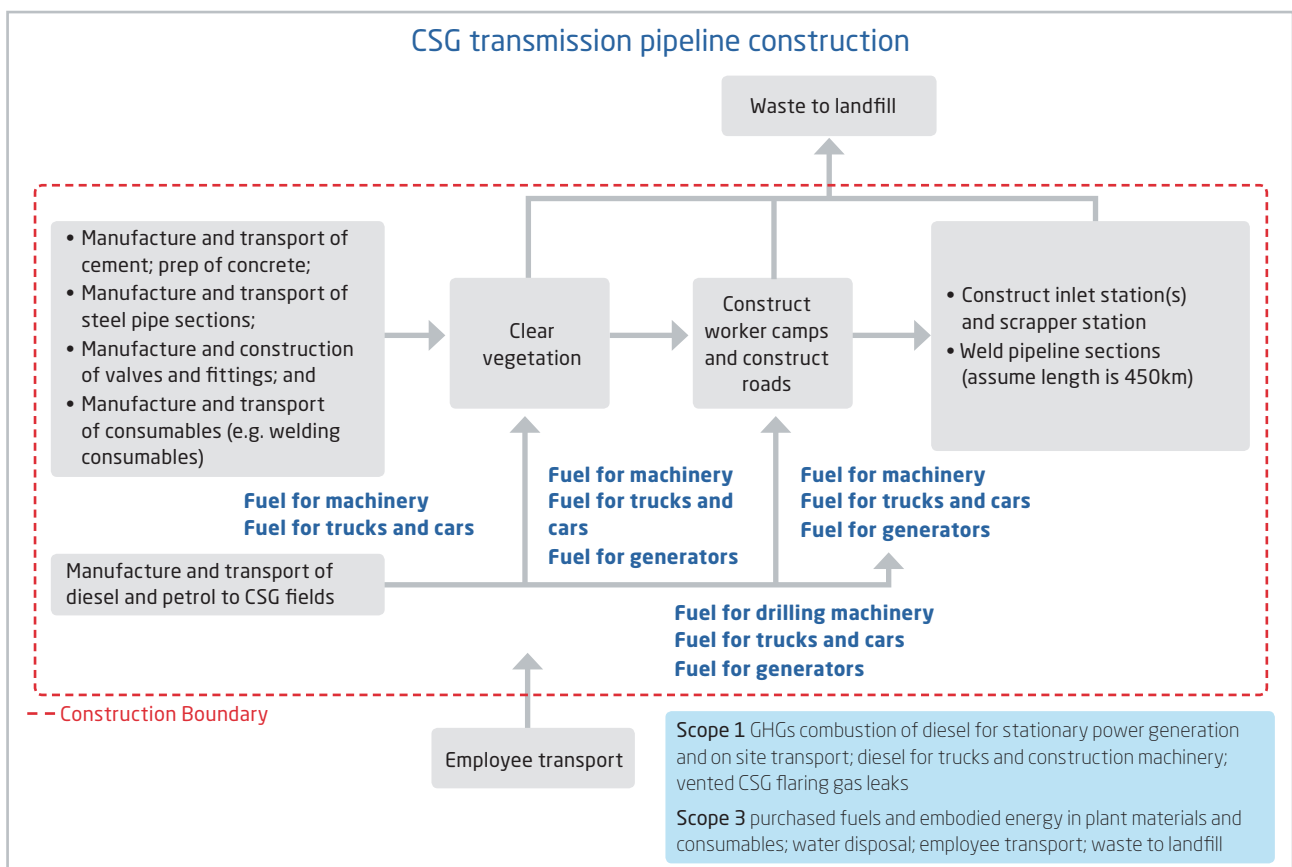 CSG transmission pipeline construction
Waste to landfill
• Manufacture and transport of
cement; prep of concrete;
• Manufacture and transport of
steel pipe sections;
• Manufacture and construction
of valves and fittings; and
• Manufacture and transport
of consumables (e.g. welding
consumables)
Clear
vegetation
Construct
worker camps
and construct
roads
• Construct inlet station(s)
and scrapper station
• Weld pipeline sections
(assume length is 450km)
Fuel for machinery
Fuel for trucks and cars
Fuel for machinery
Fuel for trucks and
cars
Fuel for generators
Fuel for machinery
Fuel for trucks and cars
Fuel for generators
Manufacture and transport of
diesel and petrol to CSG fields
Fuel for drilling machinery
Fuel for trucks and cars
Fuel for generators
Construction Boundary
Employee transport
Scope 1 GHGs combustion of diesel for stationary power generation
and on site transport; diesel for trucks and construction machinery;
vented CSG flaring gas leaks
Scope 3 purchased fuels and embodied energy in plant materials and
consumables; water disposal; employee transport; waste to landfill